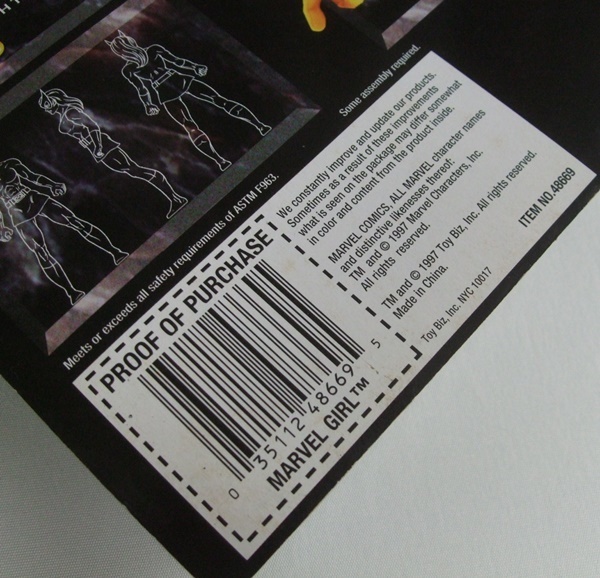 Some assembly required.
Meets or exceeds all safety requirements of ASTM F963.
PROOF OF PURCHASE
0 35112 48669 5
MARVEL GIRL™
We constantly improve and update our products.
Sometimes as a result of these improvements
what is seen on the package may differ somewhat
in color and content from the product inside.
MARVEL COMICS, ALL MARVEL character names
and distinctive likenesses thereof:
TM and © 1997 Marvel Characters, Inc.
All rights reserved.
TM and © 1997 Toy Biz, Inc. All rights reserved.
Made in China.
Toy Biz, Inc. NYC 10017
ITEM NO. 48669